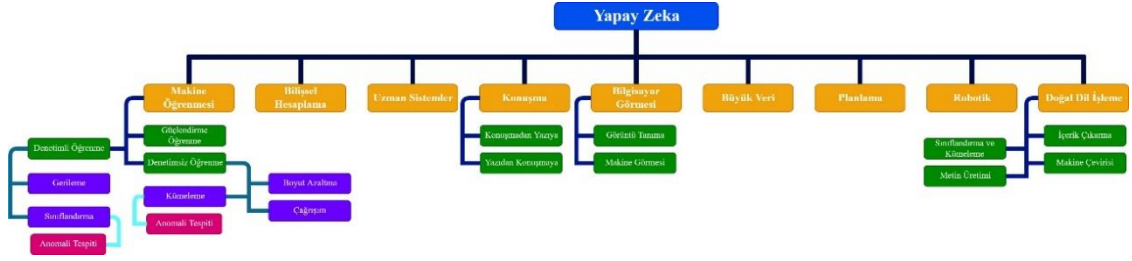 Yapay Zeka
Makine
Öğrenmesi
Bilişsel
Hesaplama
Uzman Sistemler
Konuşma
Bilgisayar
Görmesi
Büyük Veri
Planlama
Robotik
Doğal Dil İşleme
Güçlendirme
Öğrenme
Denetimli Öğrenme
Denetimsiz Öğrenme
Gerileme
Sınıflandırma
Anomali Tespiti
Kümeleme
Anomali Tespiti
Boyut Azaltma
Çağrışım
Konuşmadan Yazıya
Yazıdan Konuşmaya
Görüntü Tanıma
Makine Görmesi
Sınıflandırma ve
Kümeleme
Metin Üretimi
İçerik Çıkarma
Makine Çevirisi